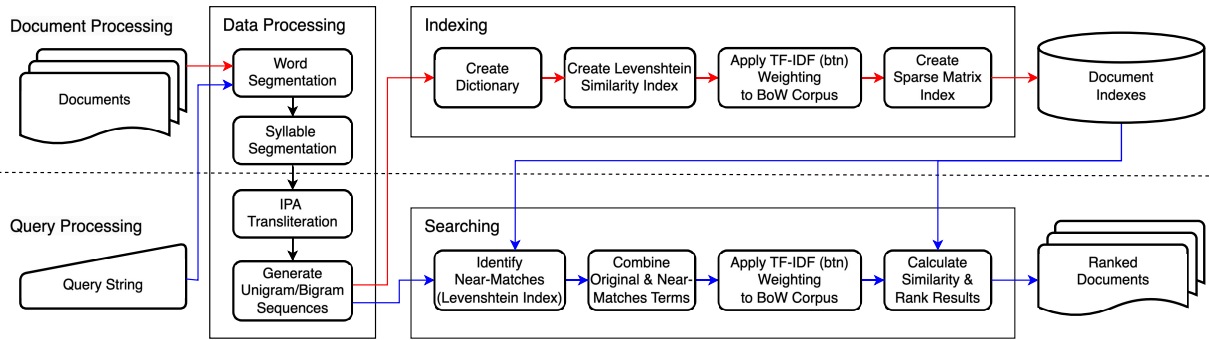 Document Processing
Documents
Query Processing
Query String
Data Processing
Word
Segmentation
Syllable
Segmentation
IPA
Transliteration
Generate
Unigram/Bigram
Sequences
Indexing
Create
Dictionary
Create Levenshtein
Similarity Index
Apply TF-IDF (btn)
Weighting
to BoW Corpus
Create
Sparse Matrix
Index
Document
Indexes
Searching
Identify
Near-Matches
(Levenshtein Index)
Combine
Original & Near-
Matches Terms
Apply TF-IDF (btn)
Weighting
to BoW Corpus
Calculate
Similarity &
Rank Results
Ranked
Documents